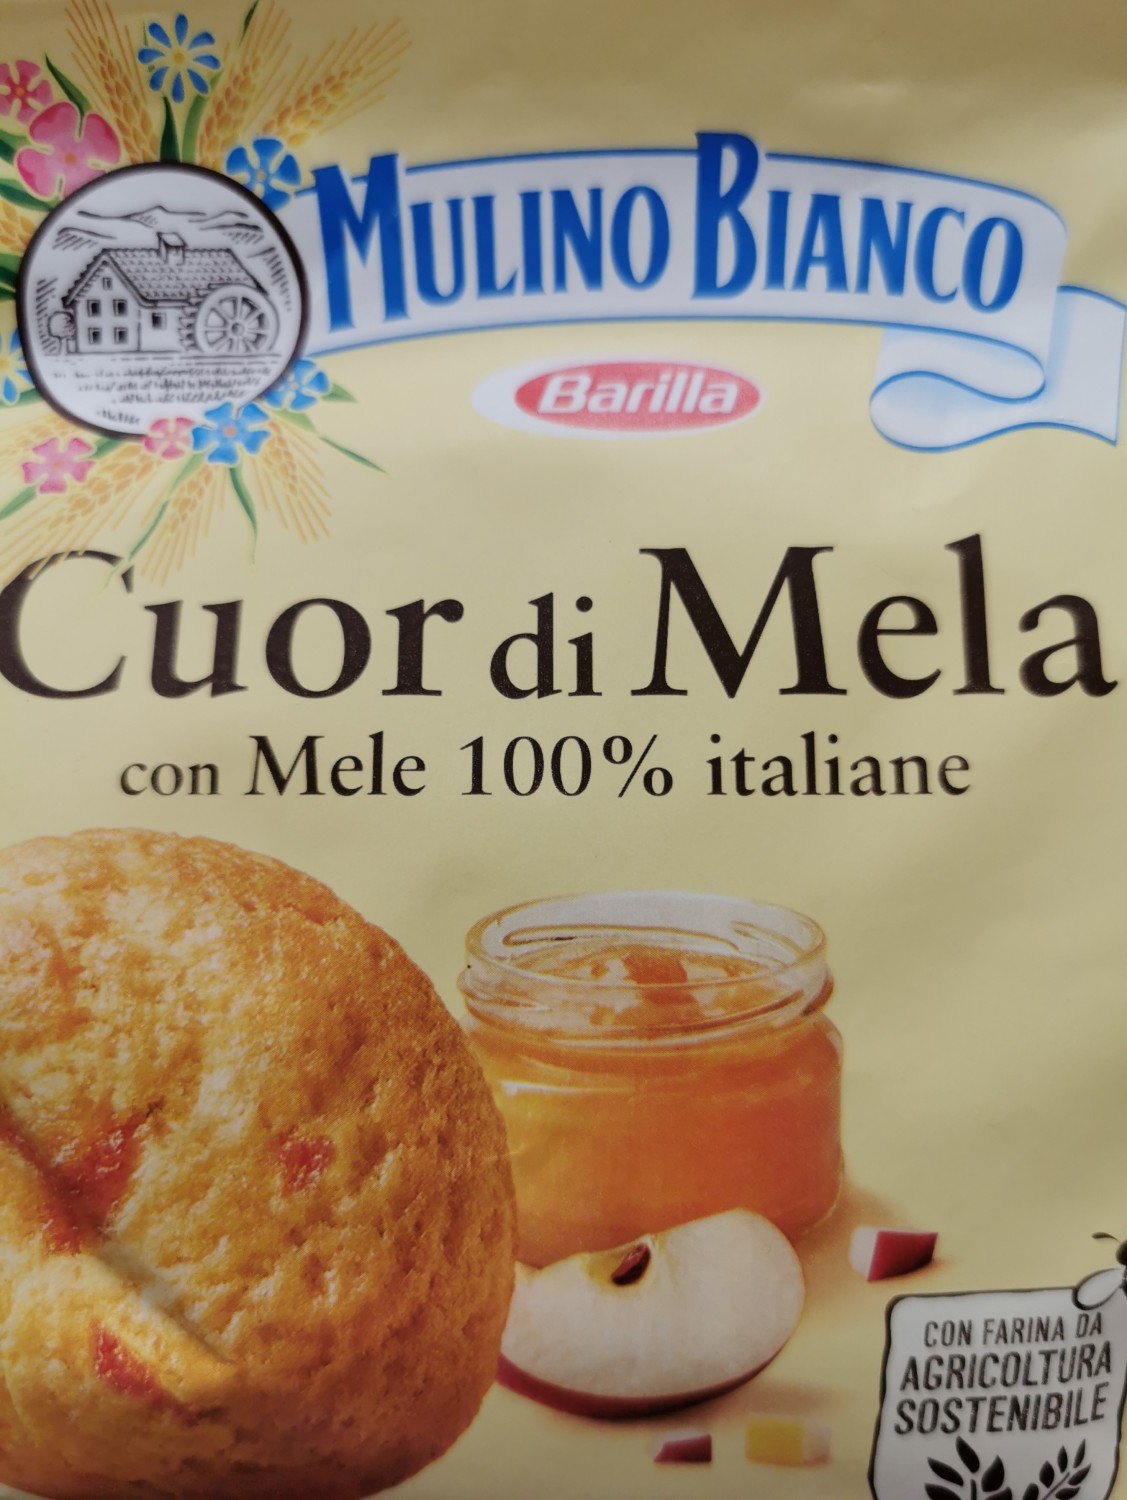 MULINO BIANCO
Barilla
Cuor di Mela
con Mele 100% italiane
CON FARINA DA
AGRICOLTURA
SOSTENIBILE